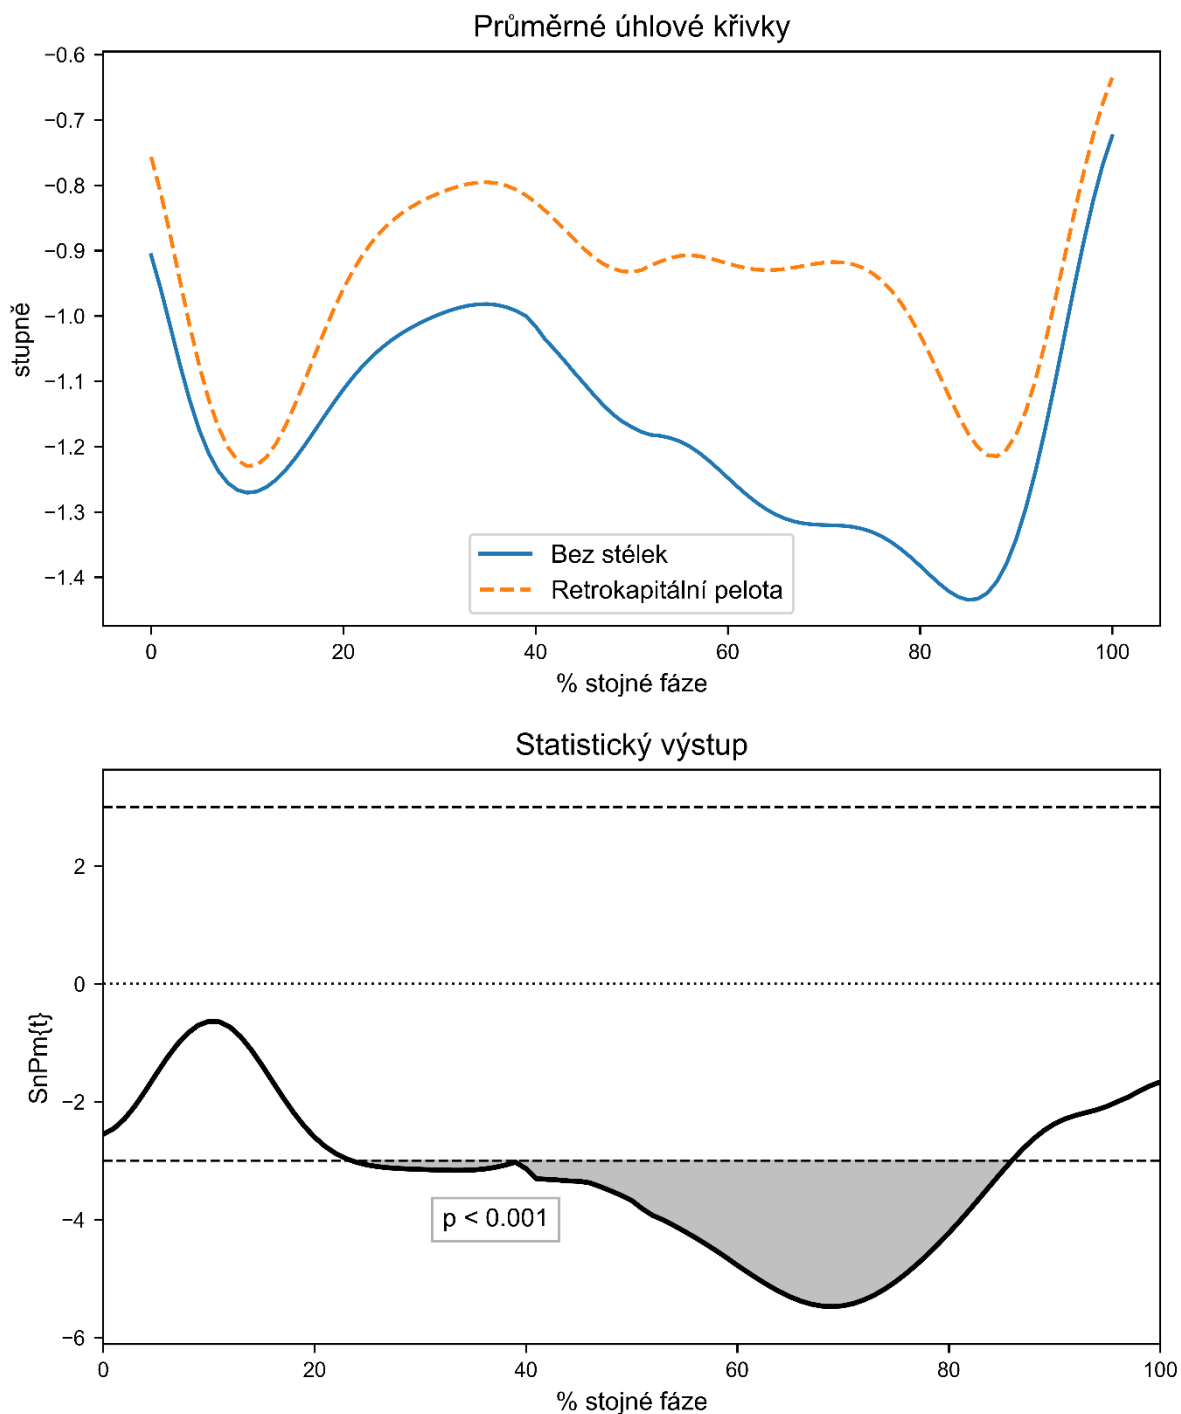 Průměrné úhlové křivky
−0.6
−0.7
−0.8
−0.9
−1.0
−1.1
−1.2
−1.3
−1.4
stupně
Bez stélek
Retrokapitální pelota
0 20 40 60 80 100
% stojné fáze
Statistický výstup
2
0
−2
−4
−6
SnPm{t}
p < 0.001
0 20 40 60 80 100
% stojné fáze